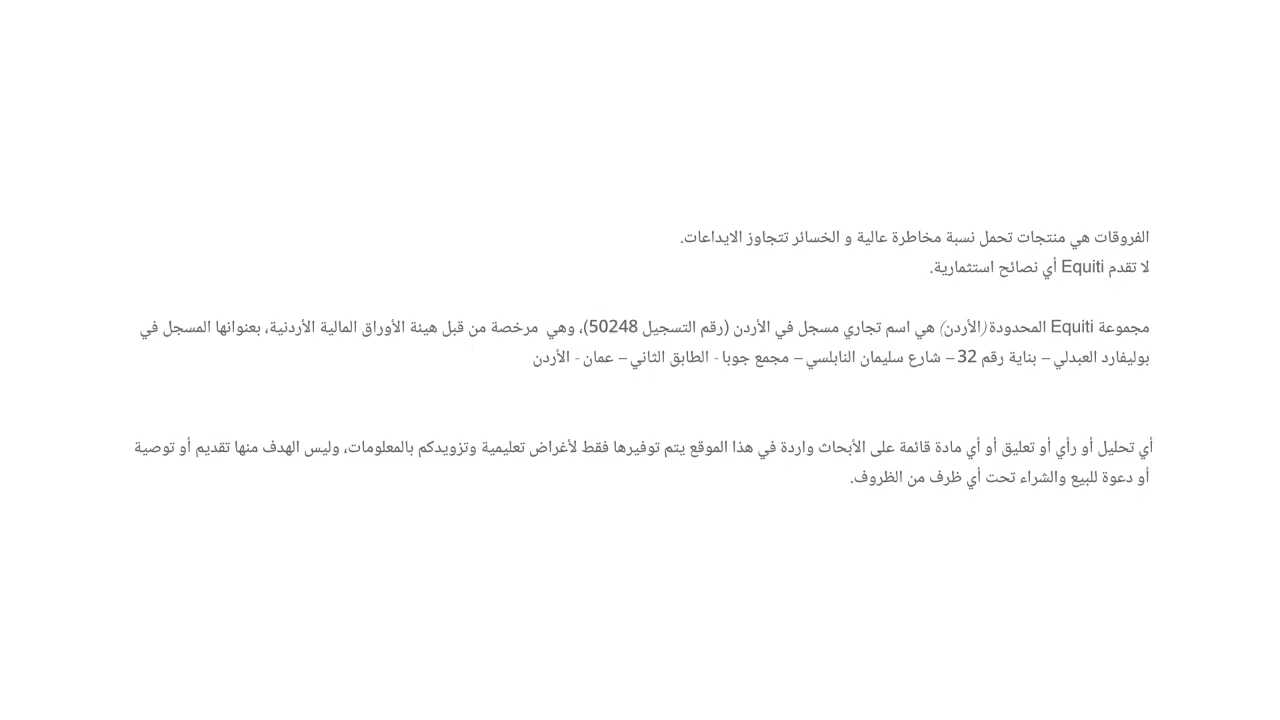 الفروقات هي منتجات تحمل نسبة مخاطرة عالية و الخسائر تتجاوز الايداعات.
لا تقدم Equiti أي نصائح استثمارية.
مجموعة Equiti المحدودة (الأردن) هي اسم تجاري مسجل في الأردن (رقم التسجيل 50248)، وهي مرخصة من قبل هيئة الأوراق المالية الأردنية، بعنوانها المسجل في
بوليفارد العبدلي – بناية رقم 32 – شارع سليمان النابلسي – مجمع جوبا - الطابق الثاني – عمان - الأردن
أي تحليل أو رأي أو تعليق أو أي مادة قائمة على الأبحاث واردة في هذا الموقع يتم توفيرها فقط لأغراض تعليمية وتزويدكم بالمعلومات، وليس الهدف منها تقديم أو توصية
أو دعوة للبيع والشراء تحت أي ظرف من الظروف.